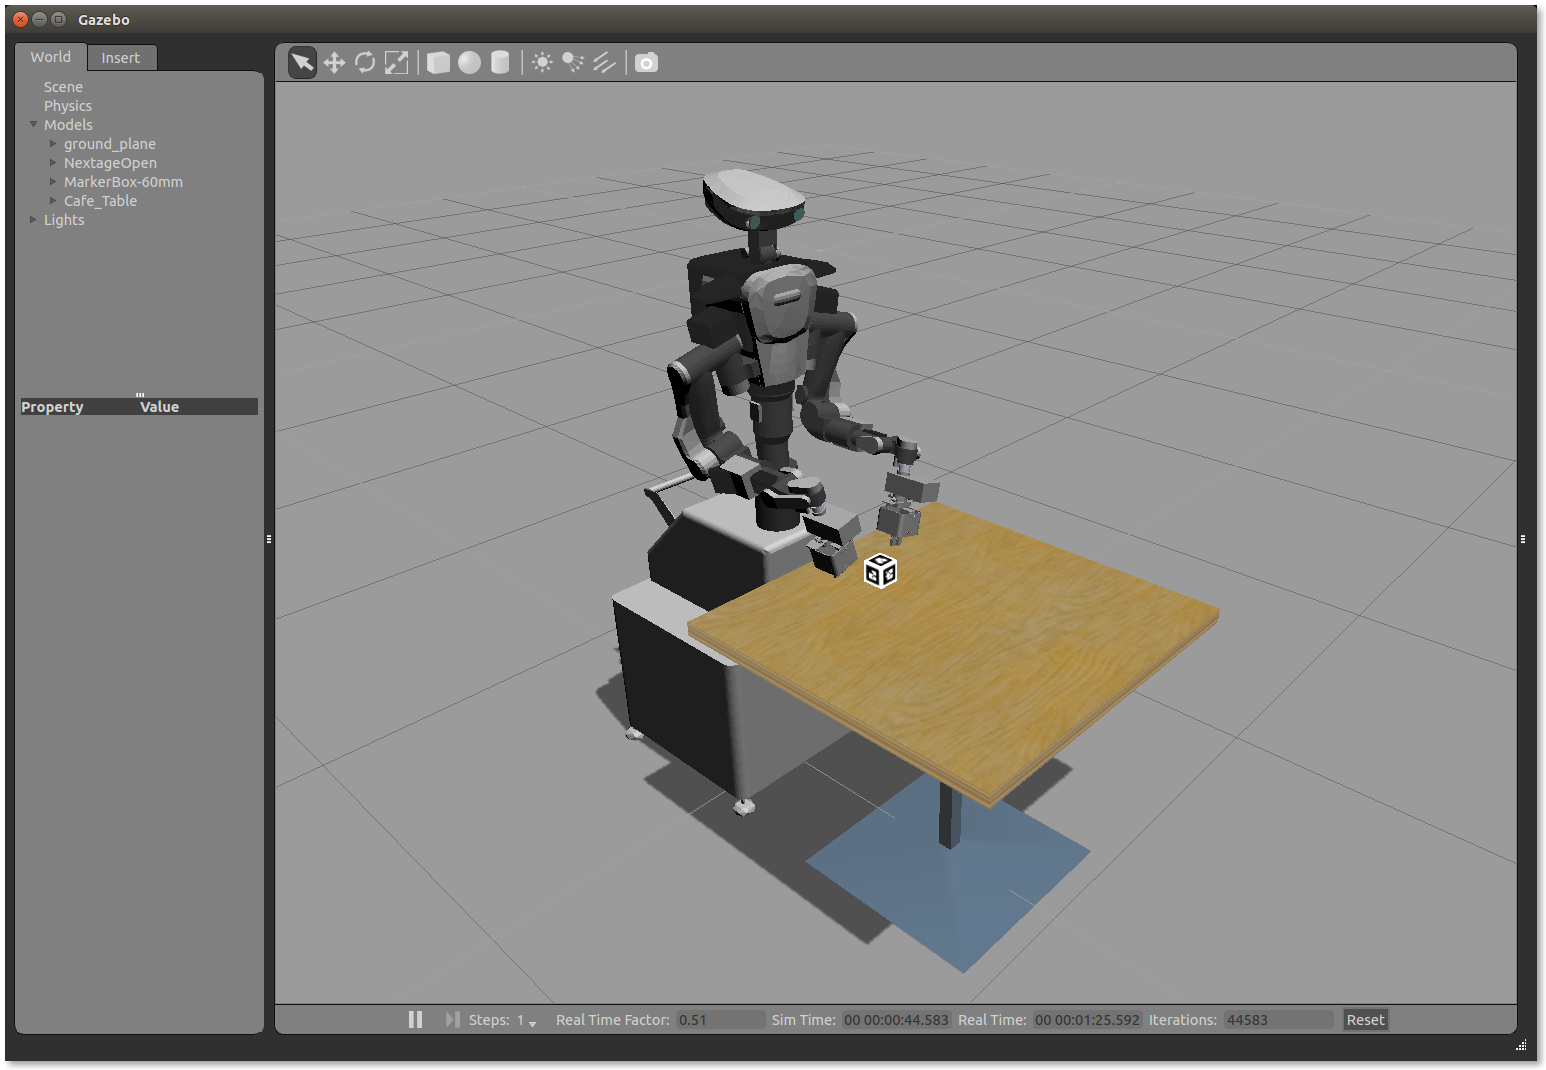 Gazebo
World Insert
Scene
Physics
Models
ground_plane
NextageOpen
MarkerBox-60mm
Cafe_Table
Lights
Property Value
Steps: 1 Real Time Factor: 0.51 Sim Time: 00 00:00:44.583 Real Time: 00 00:01:25.592 Iterations: 44583 Reset